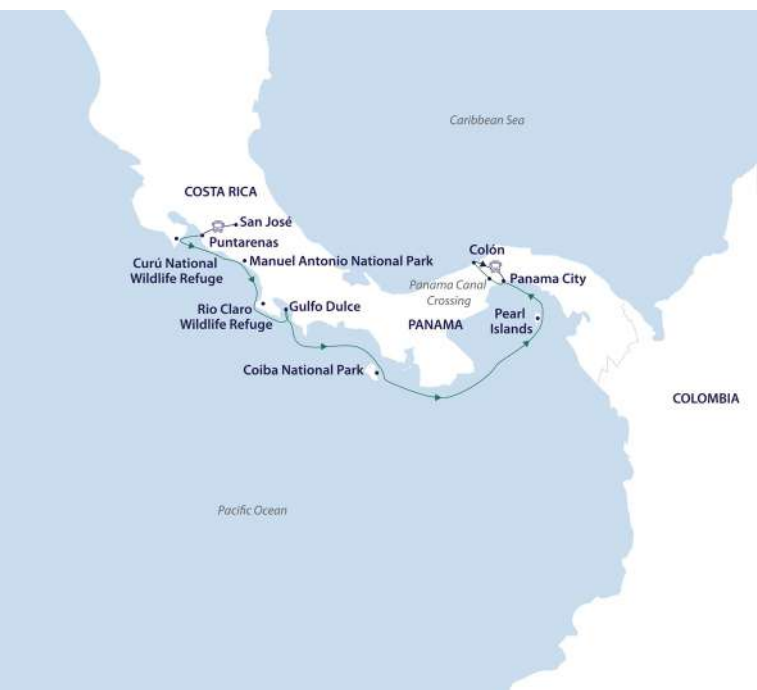 Caribbean Sea
COSTA RICA
San José
Puntarenas
Curú National
Wildlife Refuge
Manuel Antonio National Park
Colón
Panama City
Panama Canal
Crossing
Rio Claro
Wildlife Refuge
Gulfo Dulce
PANAMA
Pearl
Islands
Coiba National Park
COLOMBIA
Pacific Ocean